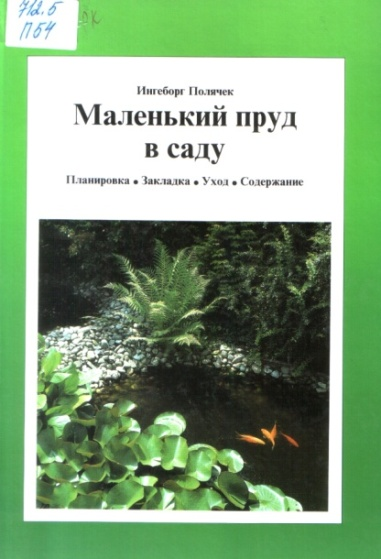 712.5
П54
Ингеборг Полячек
Маленький пруд
в саду
Планировка • Закладка • Уход • Содержание